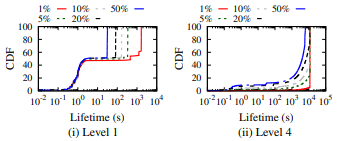 1% 10% 50%
5% 20%
100
80
60
40
20
0
CDF
10^-2 10^-1 10^0 10^1 10^2 10^3 10^4
Lifetime (s)
(i) Level 1
1% 10% 50%
5% 20%
100
80
60
40
20
0
CDF
10^-2 10^-1 10^0 10^1 10^2 10^3 10^4 10^5
Lifetime (s)
(ii) Level 4